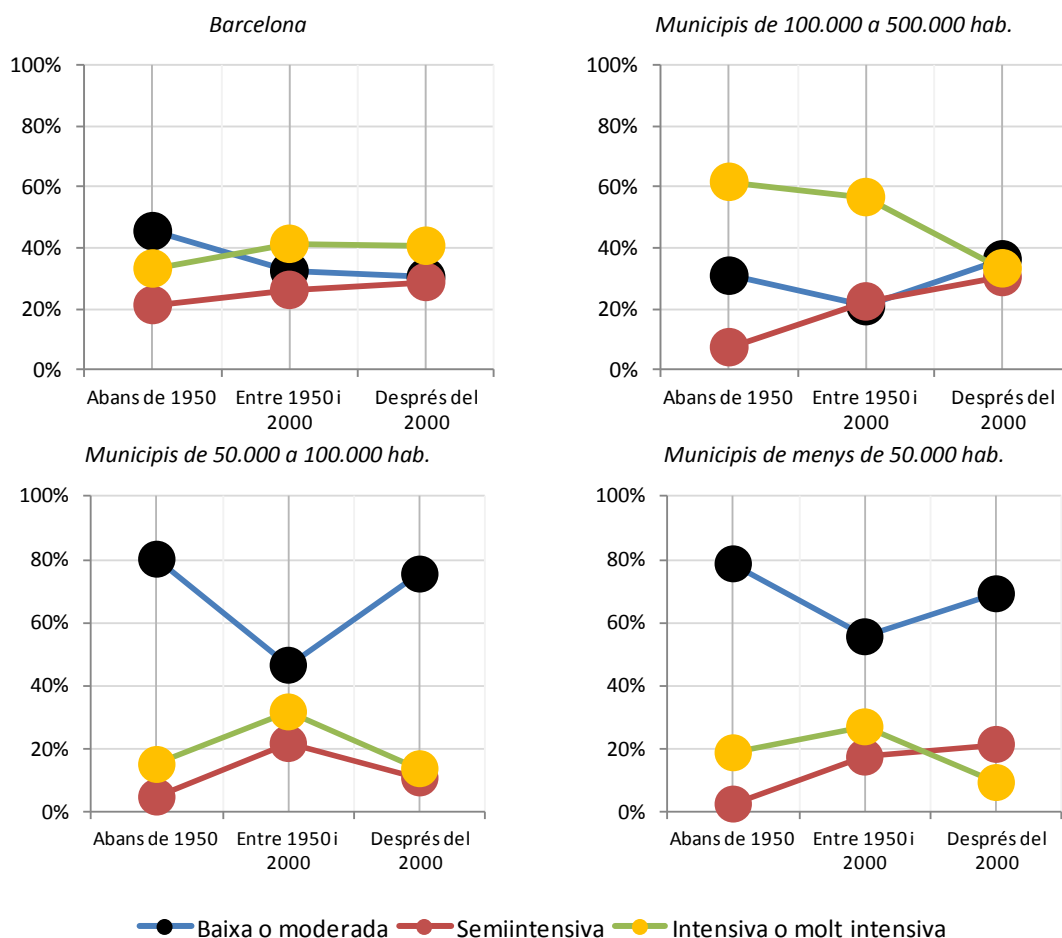 Barcelona
100%
80%
60%
40%
20%
0%
Abans de 1950
Entre 1950 i
2000
Després del
2000
Municipis de 100.000 a 500.000 hab.
100%
80%
60%
40%
20%
0%
Abans de 1950
Entre 1950 i
2000
Després del
2000
Municipis de 50.000 a 100.000 hab.
100%
80%
60%
40%
20%
0%
Abans de 1950
Entre 1950 i
2000
Després del
2000
Municipis de menys de 50.000 hab.
100%
80%
60%
40%
20%
0%
Abans de 1950
Entre 1950 i
2000
Després del
2000
Baixa o moderada
Semiintensiva
Intensiva o molt intensiva